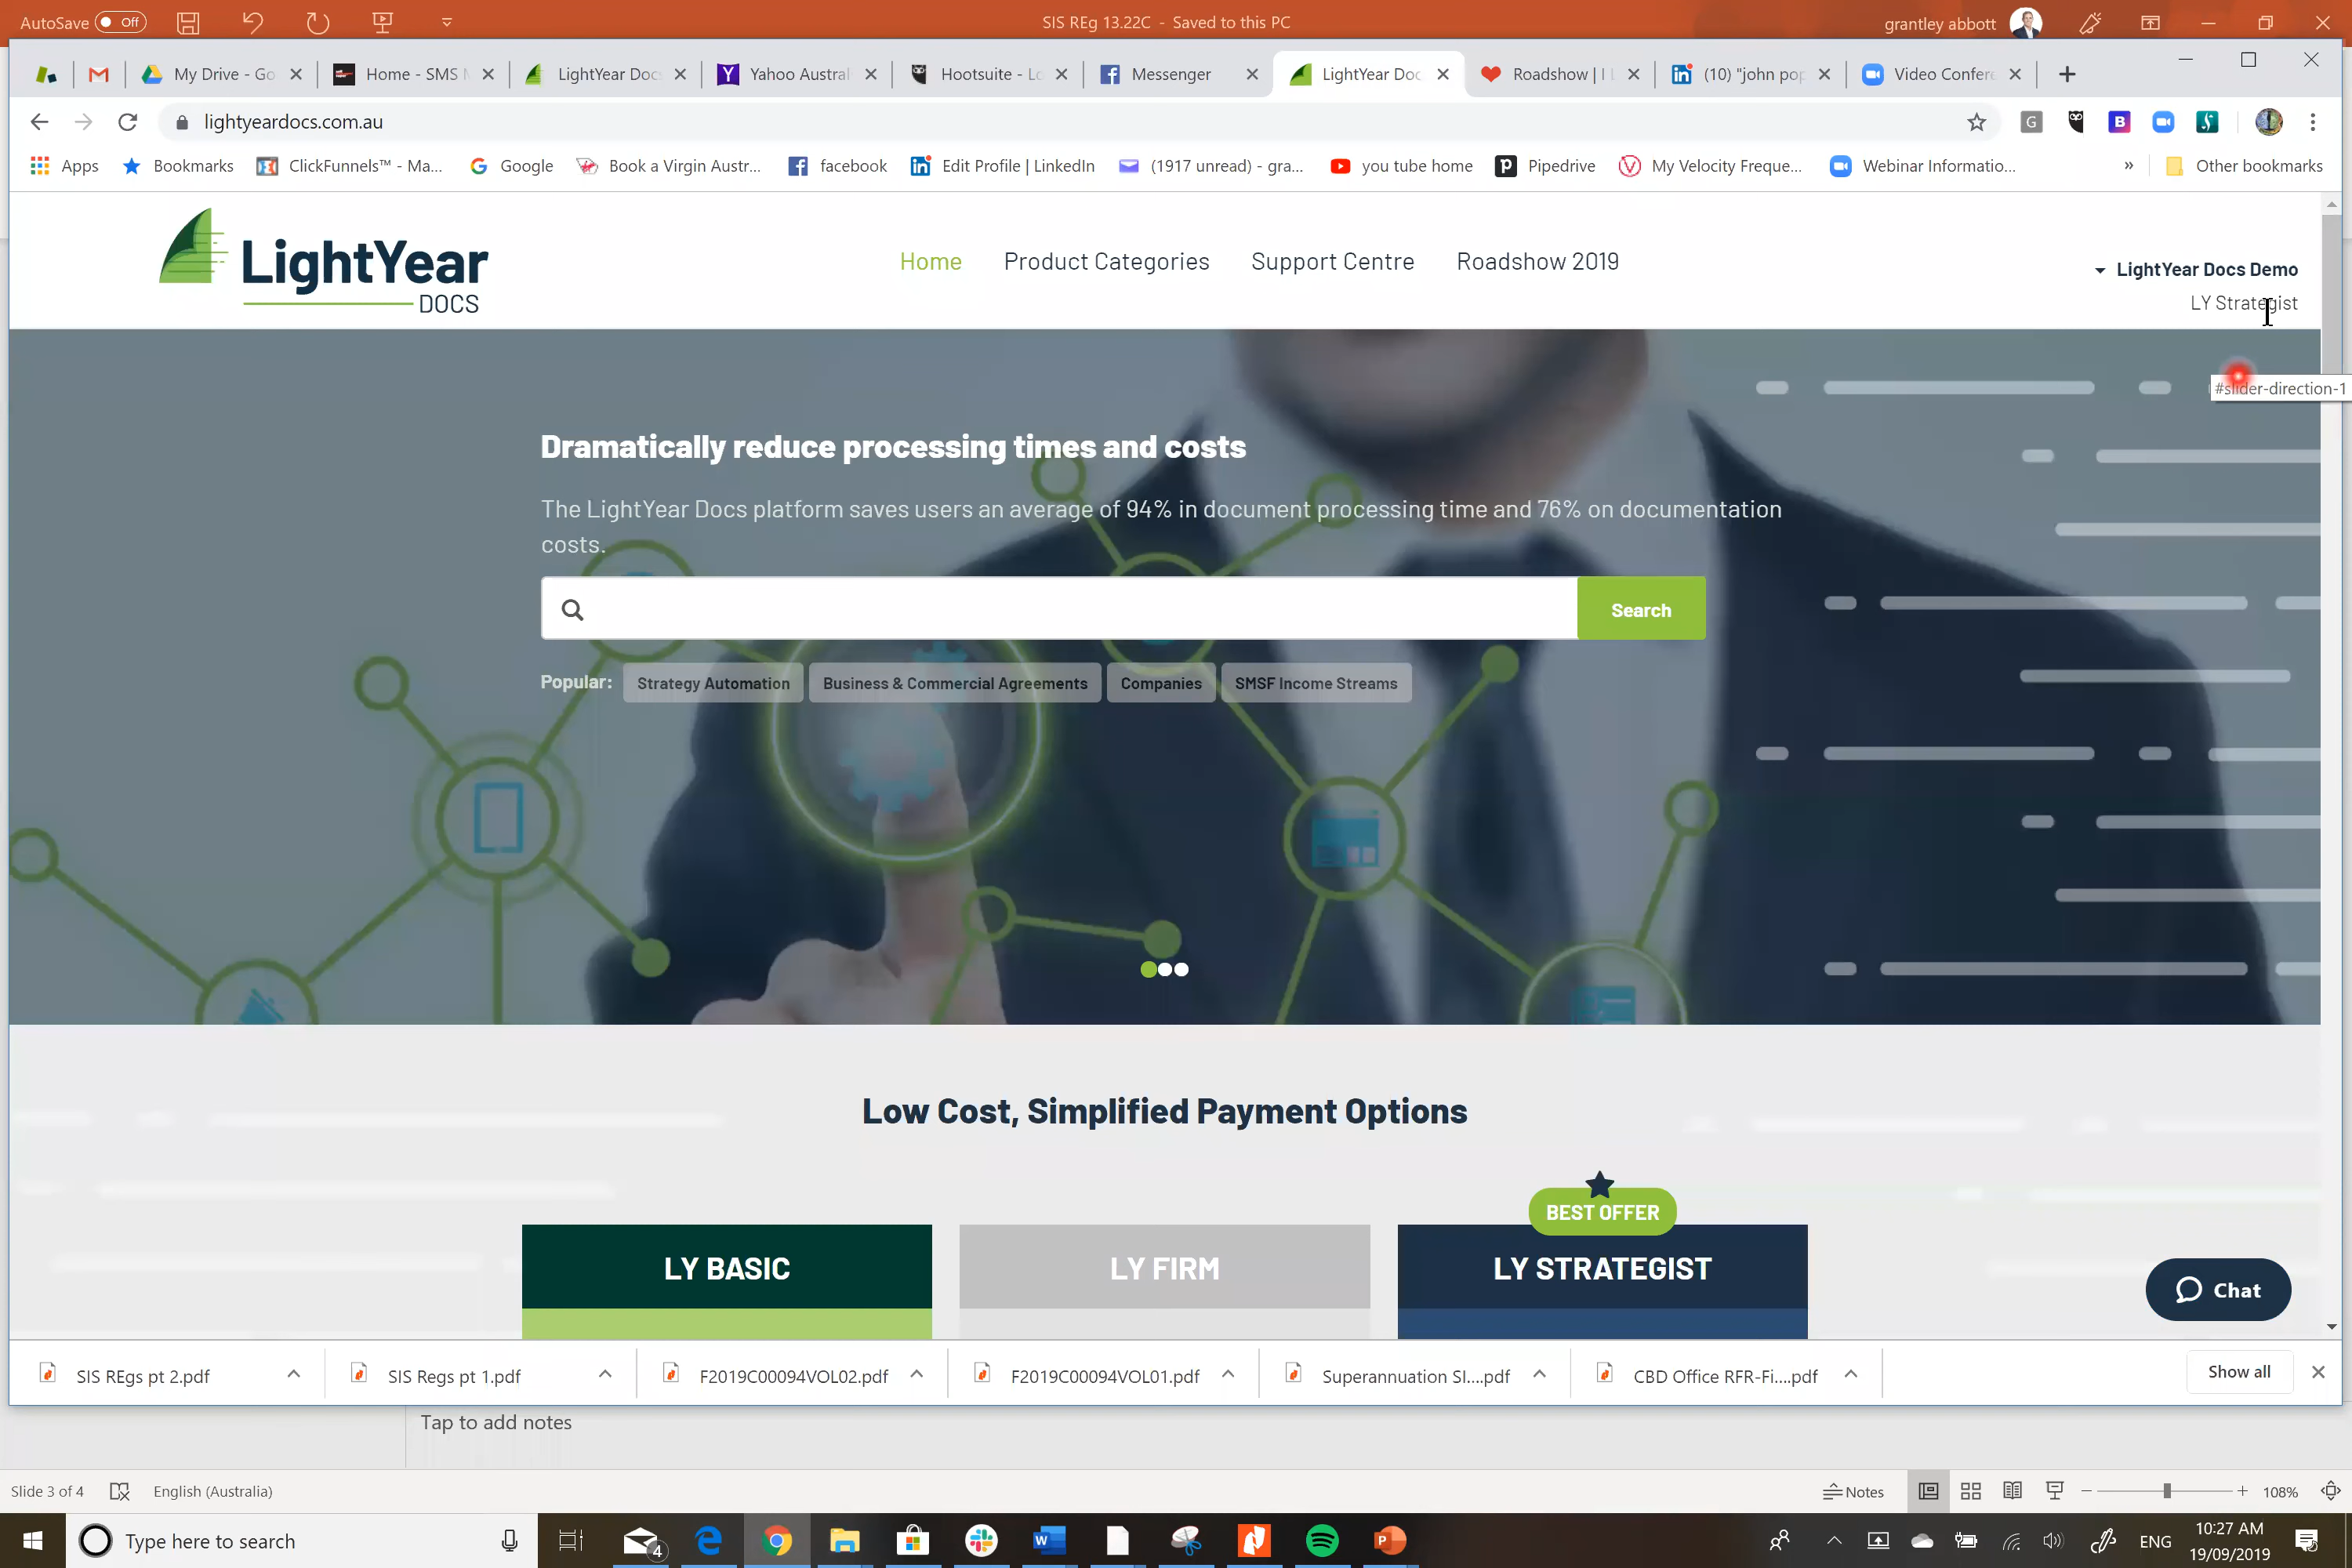 AutoSave Off
SIS REg 13.22C - Saved to this PC
grantley abbott
My Drive - Go
Home - SMS
LightYear Doc
Yahoo Austral
Hootsuite - Lo
Messenger
LightYear Doc
Roadshow | I L
(10) "john pop
Video Confere
lightyeardocs.com.au
Apps
Bookmarks
ClickFunnels™ - Ma...
Google
Book a Virgin Austr...
facebook
Edit Profile | LinkedIn
(1917 unread) - gra...
you tube home
Pipedrive
My Velocity Freque...
Webinar Informatio...
»
Other bookmarks
LightYear
DOCS
Home
Product Categories
Support Centre
Roadshow 2019
LightYear Docs Demo
LY Strategist
#slider-direction-1
Dramatically reduce processing times and costs
The LightYear Docs platform saves users an average of 94% in document processing time and 76% on documentation
costs.
Search
Popular:
Strategy Automation
Business & Commercial Agreements
Companies
SMSF Income Streams
Low Cost, Simplified Payment Options
BEST OFFER
LY BASIC
LY FIRM
LY STRATEGIST
Chat
SIS REgs pt 2.pdf
SIS Regs pt 1.pdf
F2019C00094VOL02.pdf
F2019C00094VOL01.pdf
Superannuation SI....pdf
CBD Office RFR-Fi....pdf
Show all
Tap to add notes
Slide 3 of 4
English (Australia)
Notes
108%
Type here to search
4
ENG
10:27 AM
19/09/2019